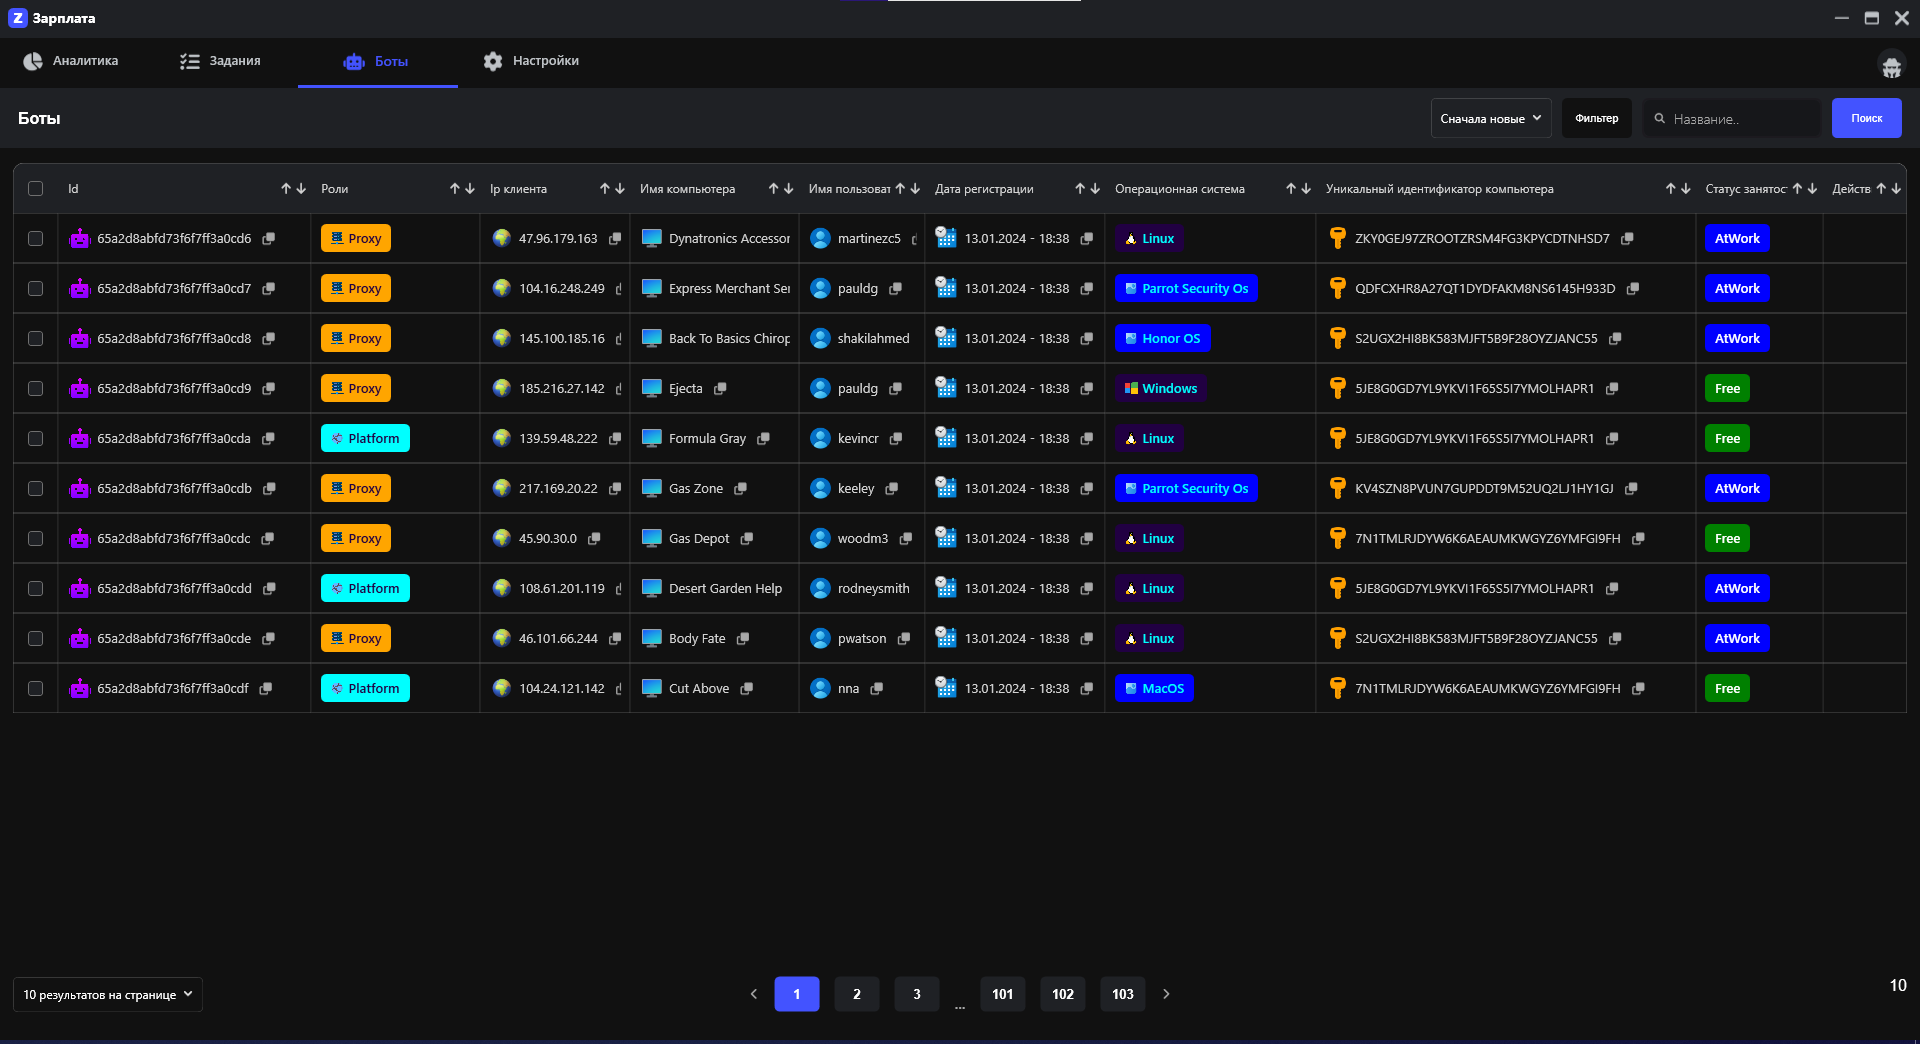 Z Зарплата
Аналитика Задания Боты Настройки
Боты Сначала новые Фильтер Название.. Поиск
Id Роли Ip клиента Имя компьютера Имя пользоват Дата регистрации Операционная система Уникальный идентификатор компьютера Статус занятос Действ
65a2d8abfd73f6f7ff3a0cd6 Proxy 47.96.179.163 Dynatronics Accessor martinezc5 13.01.2024 - 18:38 Linux ZKY0GEJ97ZROOTZRSM4FG3KPYCDTNHSD7 AtWork
65a2d8abfd73f6f7ff3a0cd7 Proxy 104.16.248.249 Express Merchant Ser pauldg 13.01.2024 - 18:38 Parrot Security Os QDFCXHR8A27QT1DYDFAKM8NS6145H933D AtWork
65a2d8abfd73f6f7ff3a0cd8 Proxy 145.100.185.16 Back To Basics Chirop shakilahmed 13.01.2024 - 18:38 Honor OS S2UGX2HI8BK583MJFT5B9F28OYZJANC55 AtWork
65a2d8abfd73f6f7ff3a0cd9 Proxy 185.216.27.142 Ejecta pauldg 13.01.2024 - 18:38 Windows 5JE8G0GD7YL9YKVI1F65S5I7YMOLHAPR1 Free
65a2d8abfd73f6f7ff3a0cda Platform 139.59.48.222 Formula Gray kevincr 13.01.2024 - 18:38 Linux 5JE8G0GD7YL9YKVI1F65S5I7YMOLHAPR1 Free
65a2d8abfd73f6f7ff3a0cdb Proxy 217.169.20.22 Gas Zone keeley 13.01.2024 - 18:38 Parrot Security Os KV4SZN8PVUN7GUPDDT9M52UQ2LJ1HY1GJ AtWork
65a2d8abfd73f6f7ff3a0cdc Proxy 45.90.30.0 Gas Depot woodm3 13.01.2024 - 18:38 Linux 7N1TMLRJDYW6K6AEAUMKWGYZ6YMFGI9FH Free
65a2d8abfd73f6f7ff3a0cdd Platform 108.61.201.119 Desert Garden Help rodneysmith 13.01.2024 - 18:38 Linux 5JE8G0GD7YL9YKVI1F65S5I7YMOLHAPR1 AtWork
65a2d8abfd73f6f7ff3a0cde Proxy 46.101.66.244 Body Fate pwatson 13.01.2024 - 18:38 Linux S2UGX2HI8BK583MJFT5B9F28OYZJANC55 AtWork
65a2d8abfd73f6f7ff3a0cdf Platform 104.24.121.142 Cut Above nna 13.01.2024 - 18:38 MacOS 7N1TMLRJDYW6K6AEAUMKWGYZ6YMFGI9FH Free
10 результатов на странице 1 2 3 ... 101 102 103 10